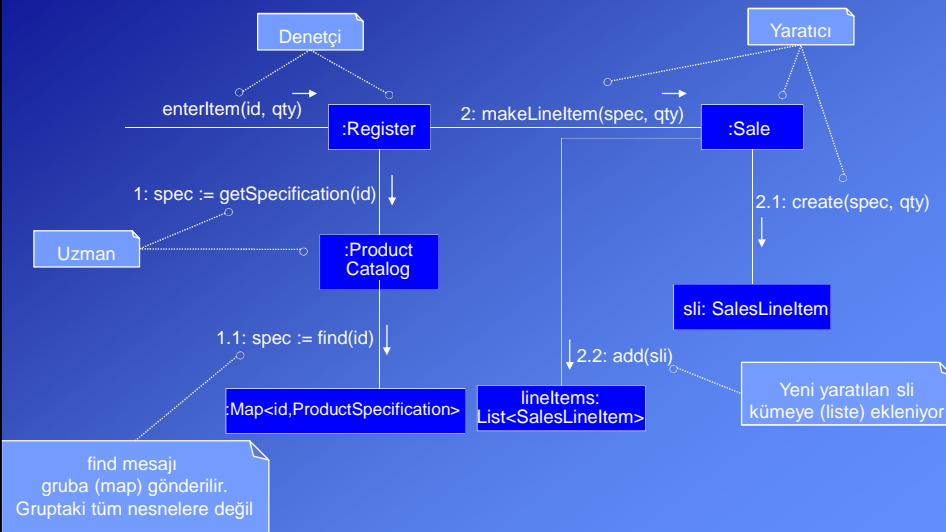 Denetçi
Yaratıcı
enterItem(id, qty)
:Register
2: makeLineItem(spec, qty)
:Sale
1: spec := getSpecification(id)
2.1: create(spec, qty)
Uzman
:Product
Catalog
sli: SalesLineItem
1.1: spec := find(id)
2.2: add(sli)
:Map<id,ProductSpecification>
lineItems:
List<SalesLineItem>
Yeni yaratılan sli
kümeye (liste) ekleniyor
find mesajı
gruba (map) gönderilir.
Gruptaki tüm nesnelere değil